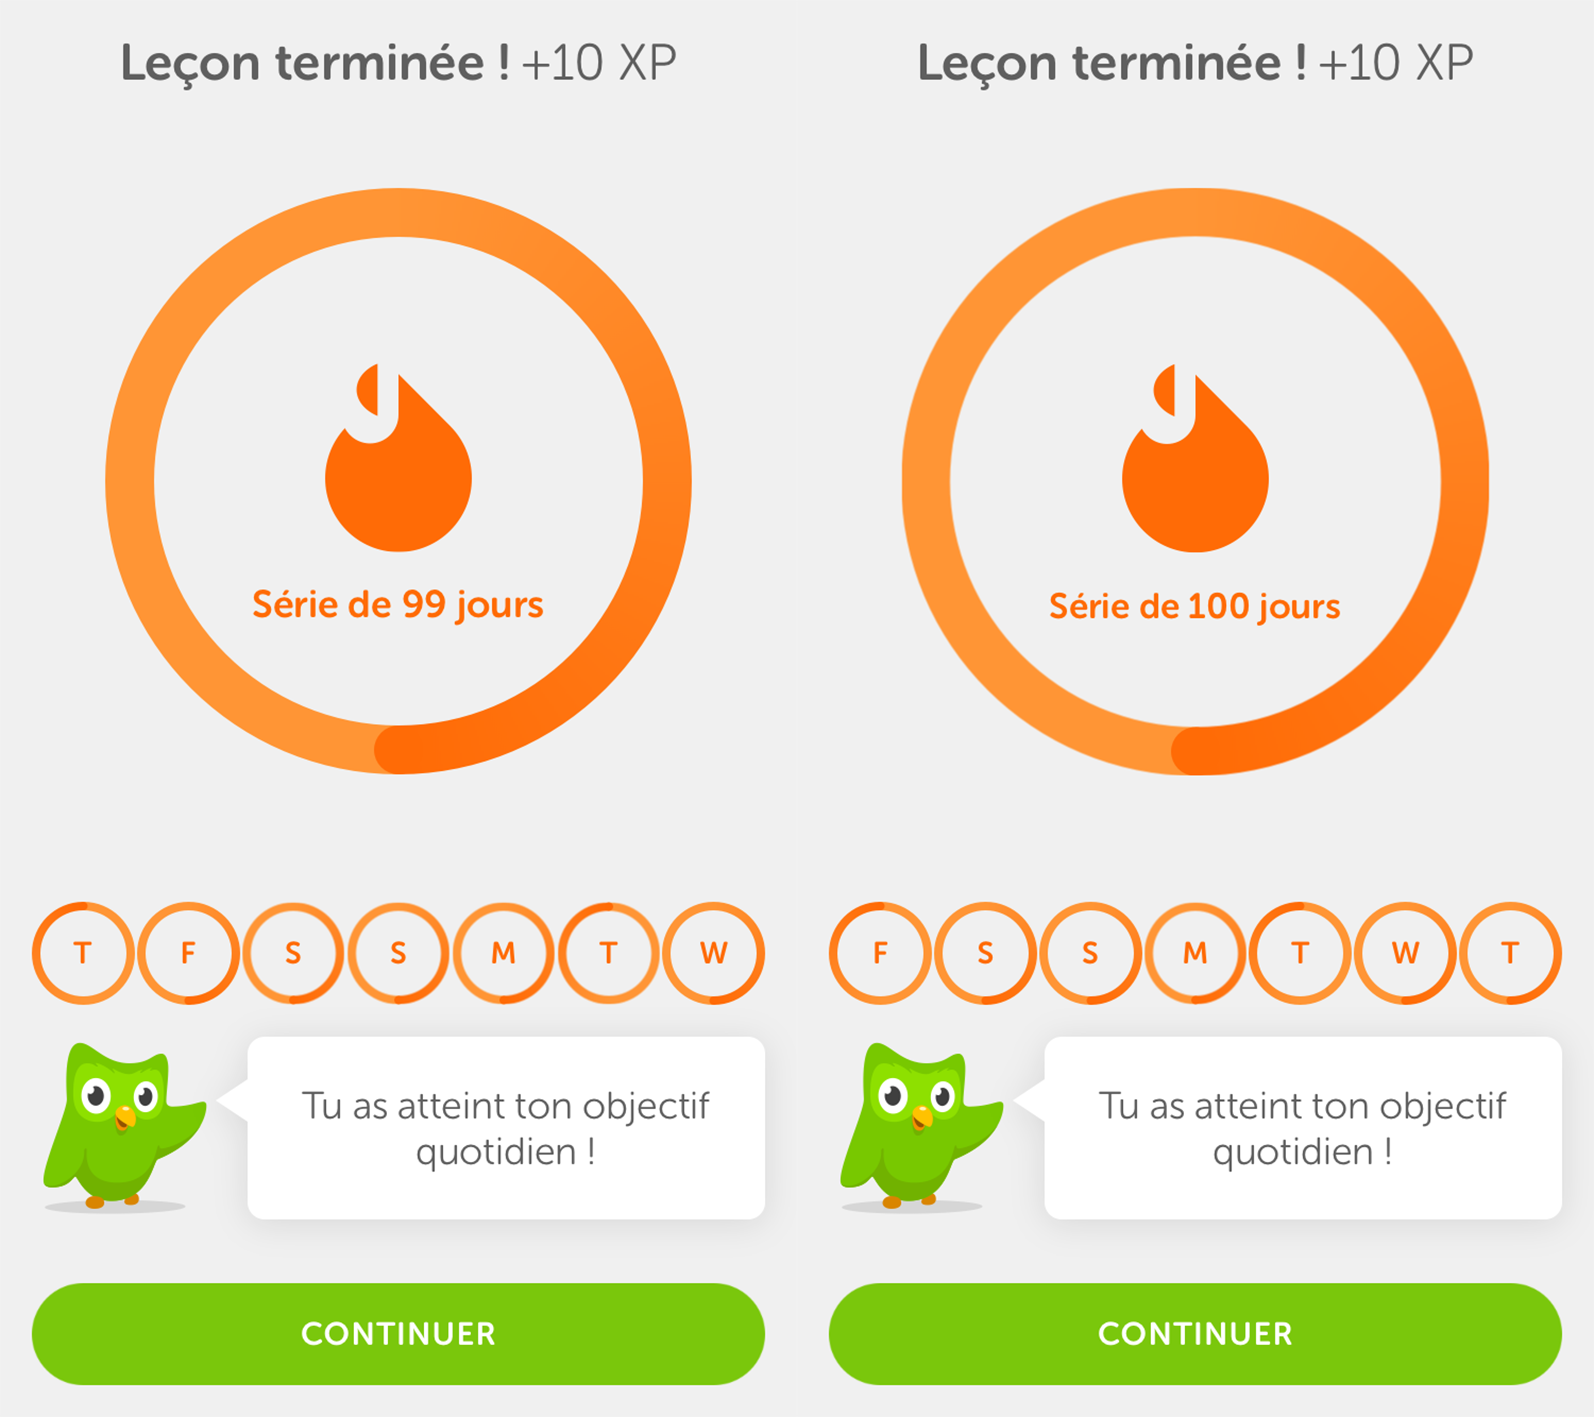 Leçon terminée ! +10 XP
Série de 99 jours
T F S S M T W
Tu as atteint ton objectif
quotidien !
CONTINUER
Leçon terminée ! +10 XP
Série de 100 jours
F S S M T W T
Tu as atteint ton objectif
quotidien !
CONTINUER